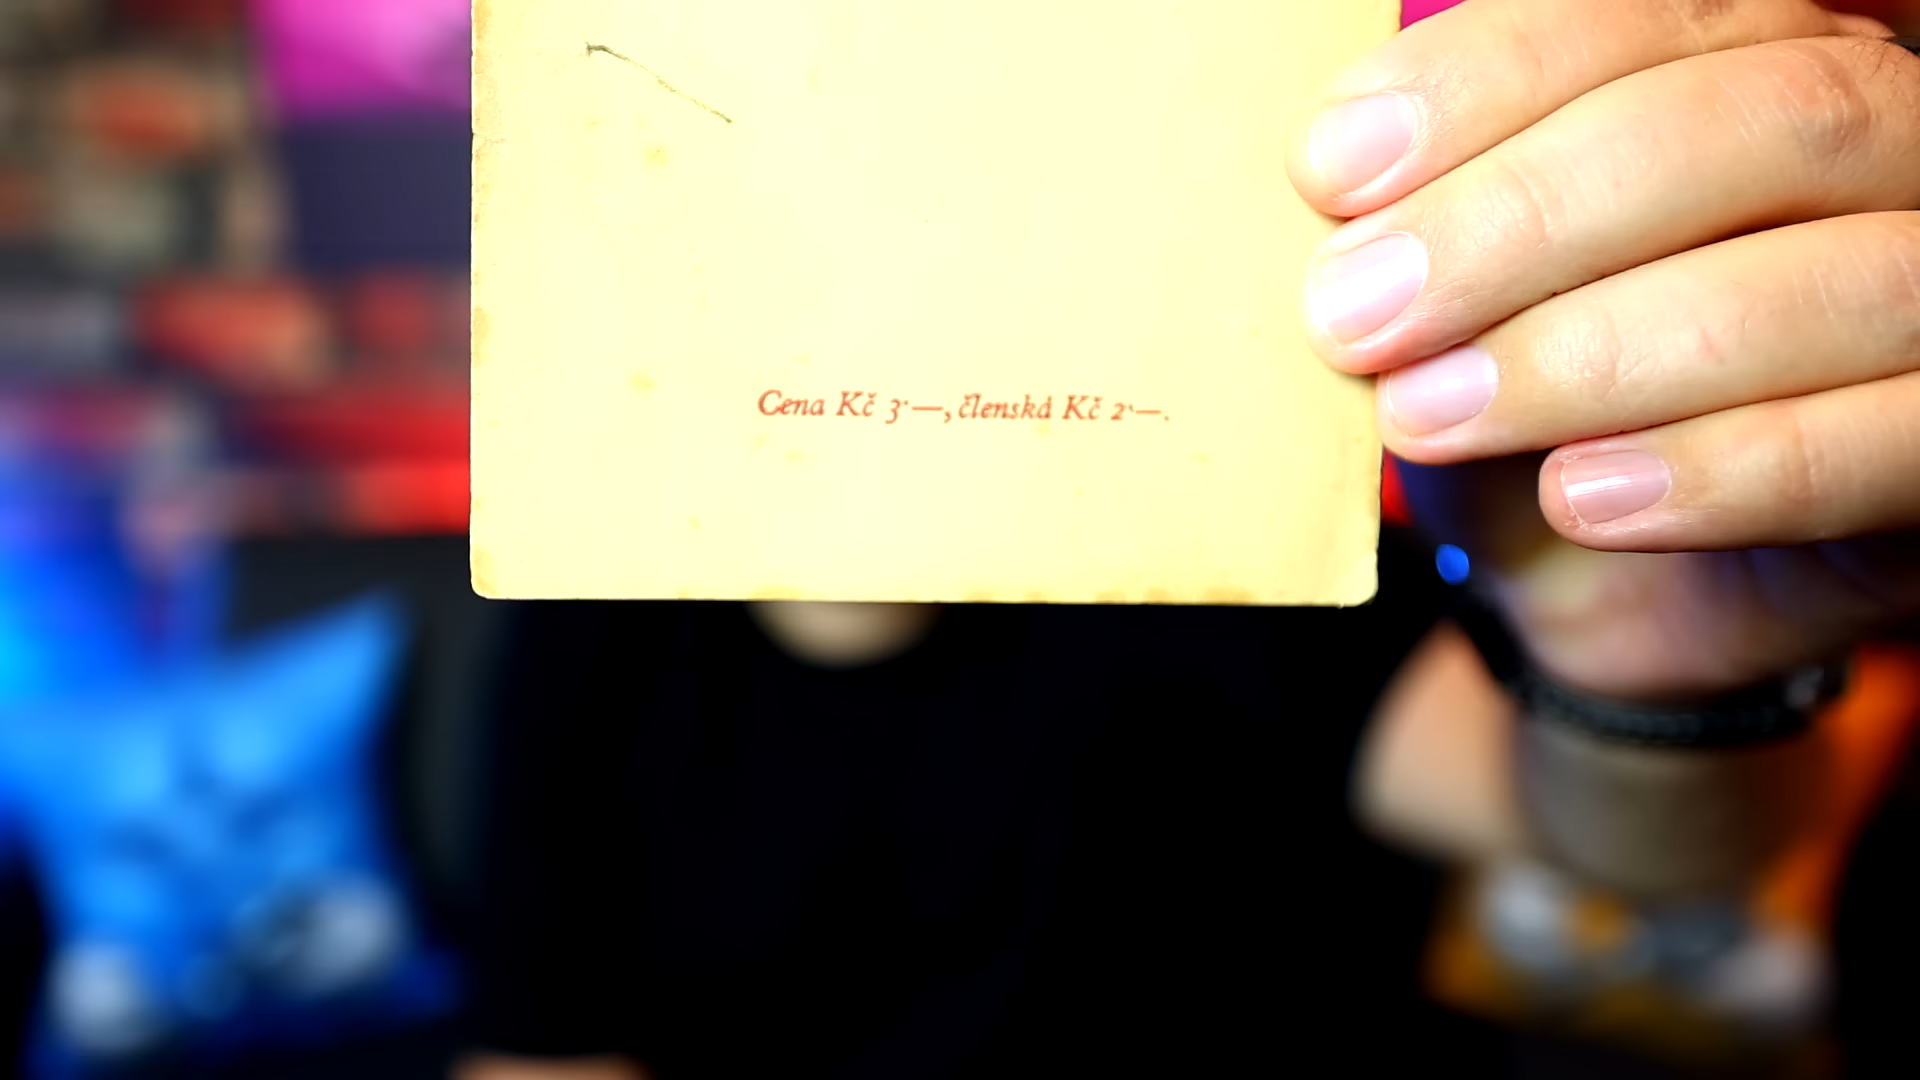 Cena Kč 3·—, členská Kč 2·—.